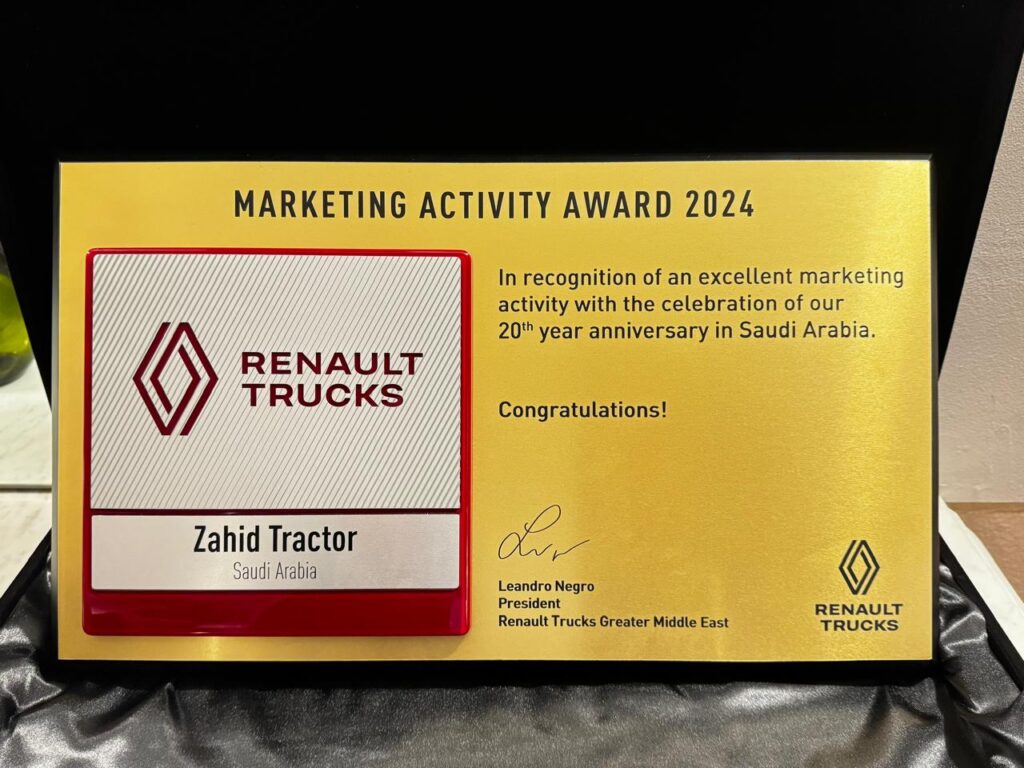 MARKETING ACTIVITY AWARD 2024
RENAULT
TRUCKS
Zahid Tractor
Saudi Arabia
In recognition of an excellent marketing
activity with the celebration of our
20th year anniversary in Saudi Arabia.
Congratulations!
Leandro Negro
President
Renault Trucks Greater Middle East
RENAULT
TRUCKS